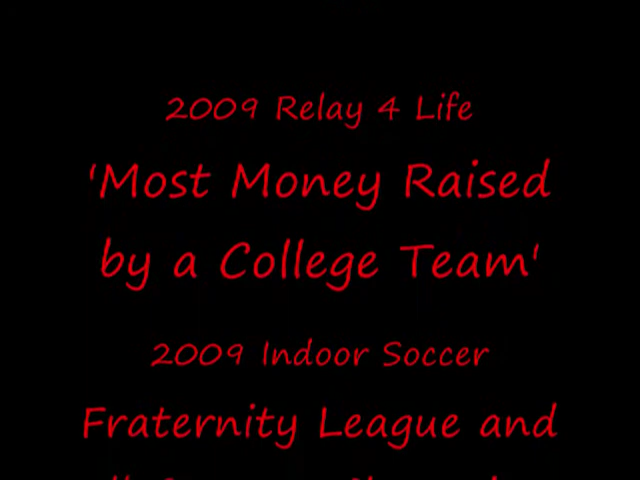 2009 Relay 4 Life
'Most Money Raised
by a College Team'
2009 Indoor Soccer
Fraternity League and